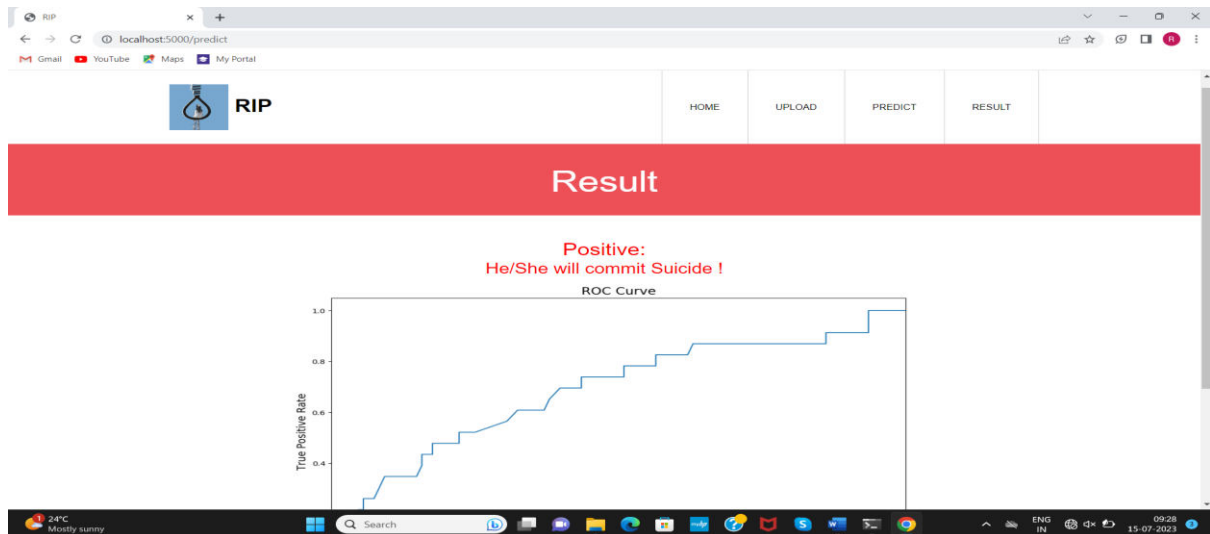 RIP
localhost:5000/predict
Gmail YouTube Maps My Portal
RIP
HOME UPLOAD PREDICT RESULT
Result
Positive:
He/She will commit Suicide !
ROC Curve
1.0
0.8
0.6
0.4
True Positive Rate
1
24°C
Mostly sunny
Search
ENG
IN
09:28
15-07-2023
3